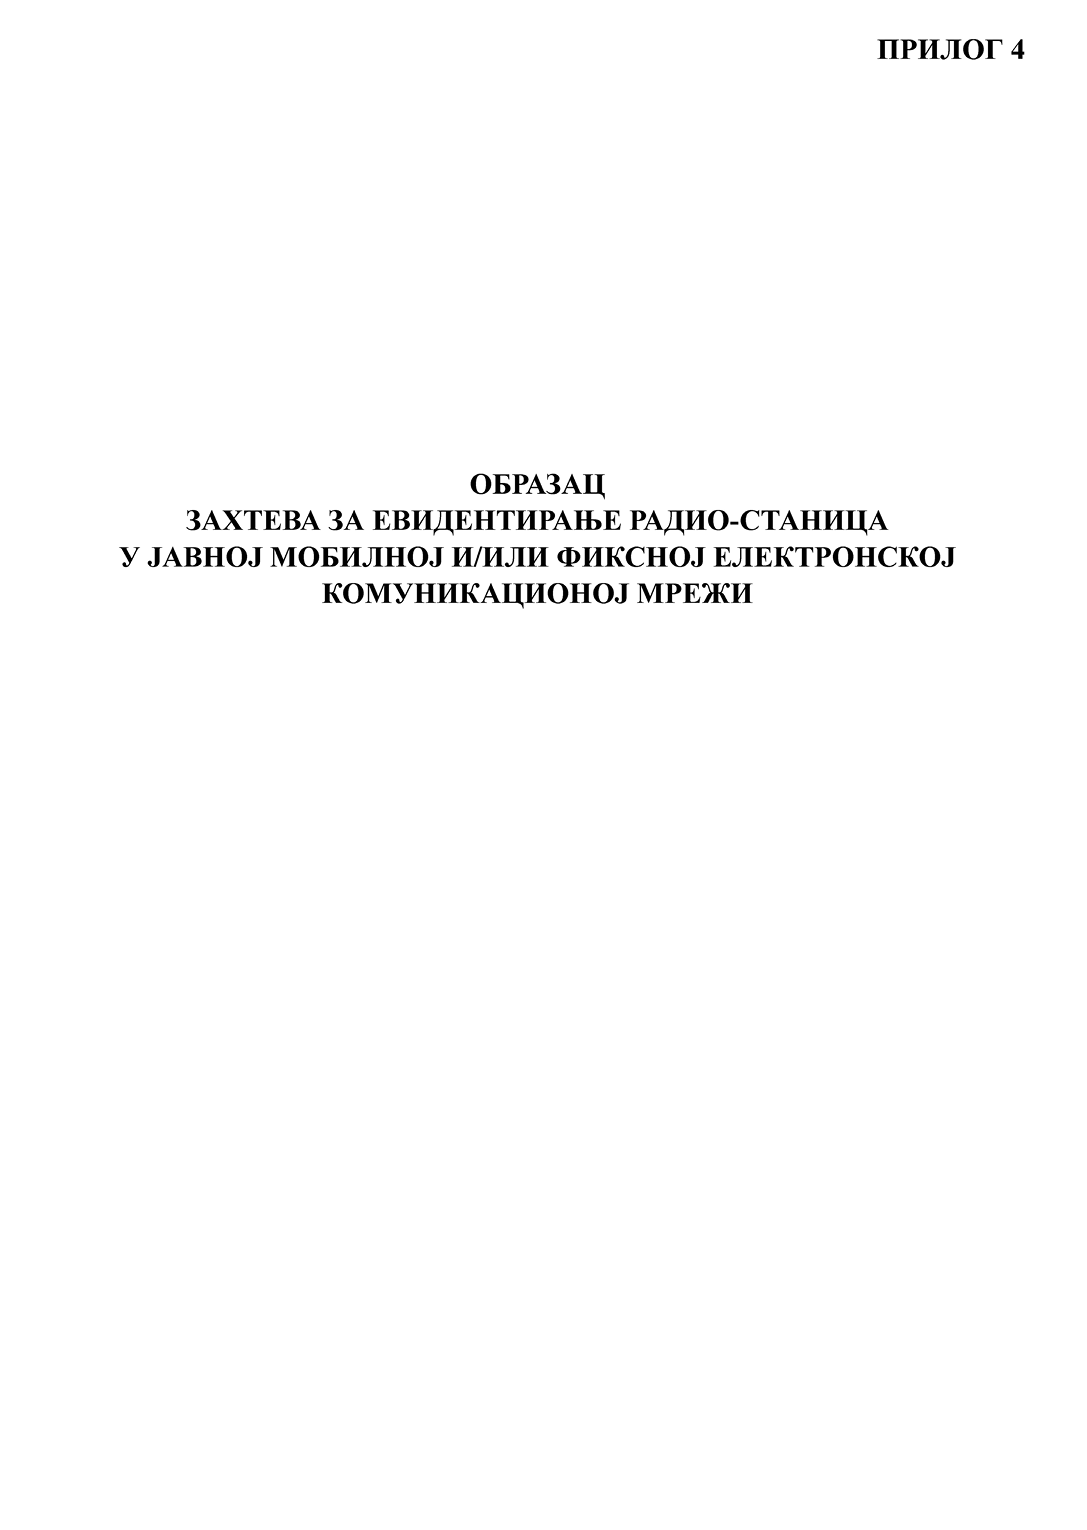 ПРИЛОГ 4
ОБРАЗАЦ
ЗАХТЕВА ЗА ЕВИДЕНТИРАЊЕ РАДИО-СТАНИЦА
У ЈАВНОЈ МОБИЛНОЈ И/ИЛИ ФИКСНОЈ ЕЛЕКТРОНСКОЈ
КОМУНИКАЦИОНОЈ МРЕЖИ